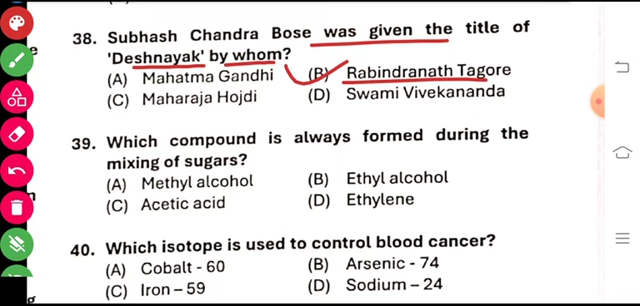 38. Subhash Chandra Bose was given the title of
'Deshnayak' by whom?
(A) Mahatma Gandhi (B) Rabindranath Tagore
(C) Maharaja Hojdi (D) Swami Vivekananda
39. Which compound is always formed during the
mixing of sugars?
(A) Methyl alcohol (B) Ethyl alcohol
(C) Acetic acid (D) Ethylene
40. Which isotope is used to control blood cancer?
(A) Cobalt - 60 (B) Arsenic - 74
(C) Iron – 59 (D) Sodium – 24